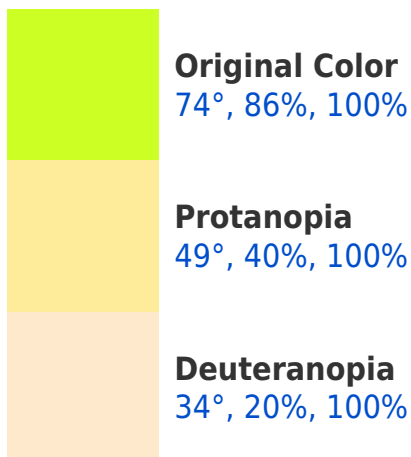 Original Color
74°, 86%, 100%
Protanopia
49°, 40%, 100%
Deuteranopia
34°, 20%, 100%